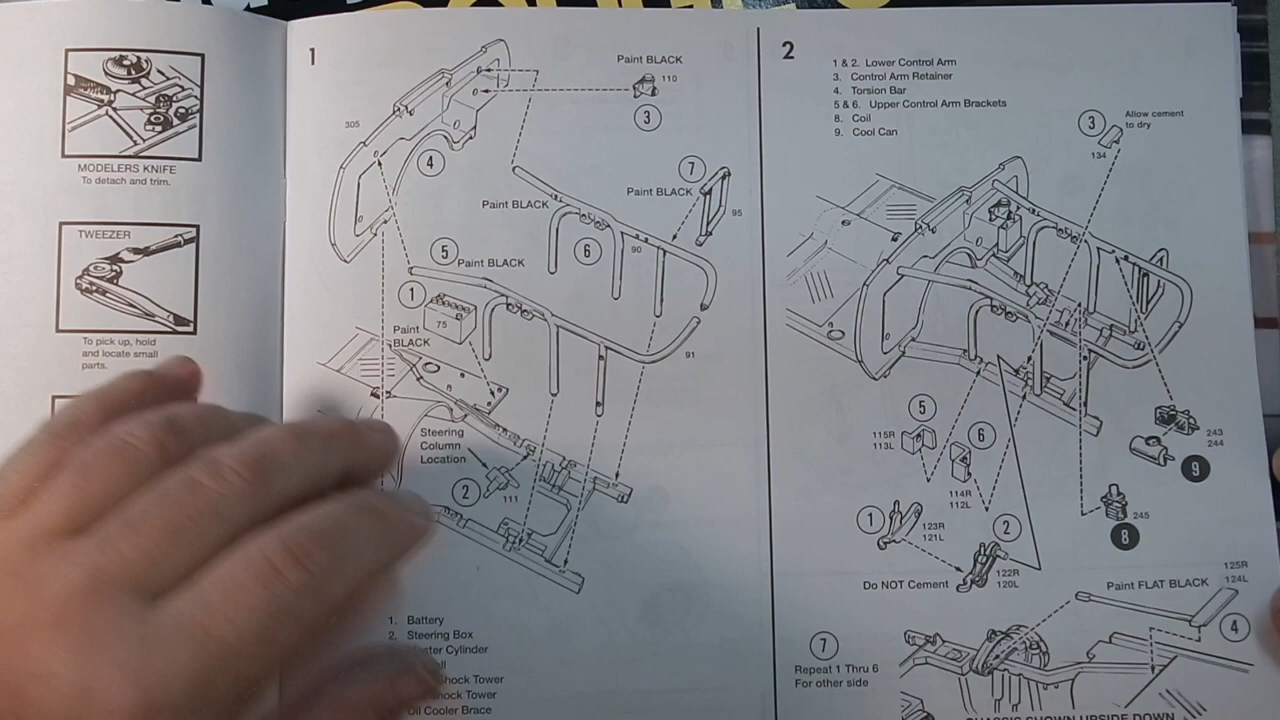 MODELERS KNIFE
To detach and trim.
TWEEZER
To pick up, hold
and locate small
parts.
1
Paint BLACK
110
3
305
4
7
Paint BLACK
95
Paint BLACK
6
90
5
Paint BLACK
1
75
Paint
BLACK
91
Steering
Column
Location
2
111
1. Battery
2. Steering Box
Cylinder
Shock Tower
Shock Tower
Oil Cooler Brace
2
1 & 2. Lower Control Arm
3. Control Arm Retainer
4. Torsion Bar
5 & 6. Upper Control Arm Brackets
8. Coil
9. Cool Can
3
Allow cement
to dry
134
5
115R
113L
6
114R
112L
243
244
9
245
8
1
123R
121L
2
122R
120L
Do NOT Cement
Paint FLAT BLACK
125R
124L
4
7
Repeat 1 Thru 6
For other side
CHASSIS SHOWN UPSIDE DOWN